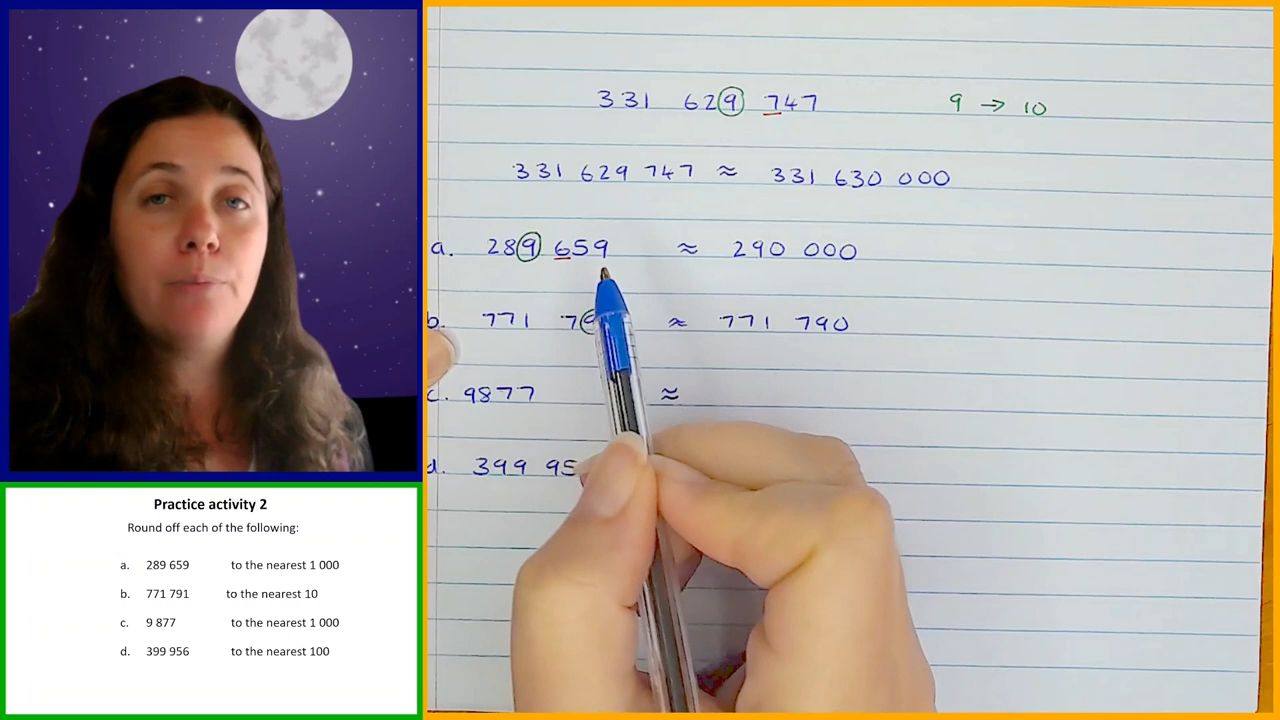 331 629 747 9 → 10
331 629 747 ≈ 331 630 000
a. 289 659 ≈ 290 000
b. 771 79 ≈ 771 790
c. 9877 ≈
d. 399 95
Practice activity 2
Round off each of the following:
a. 289 659 to the nearest 1 000
b. 771 791 to the nearest 10
c. 9 877 to the nearest 1 000
d. 399 956 to the nearest 100